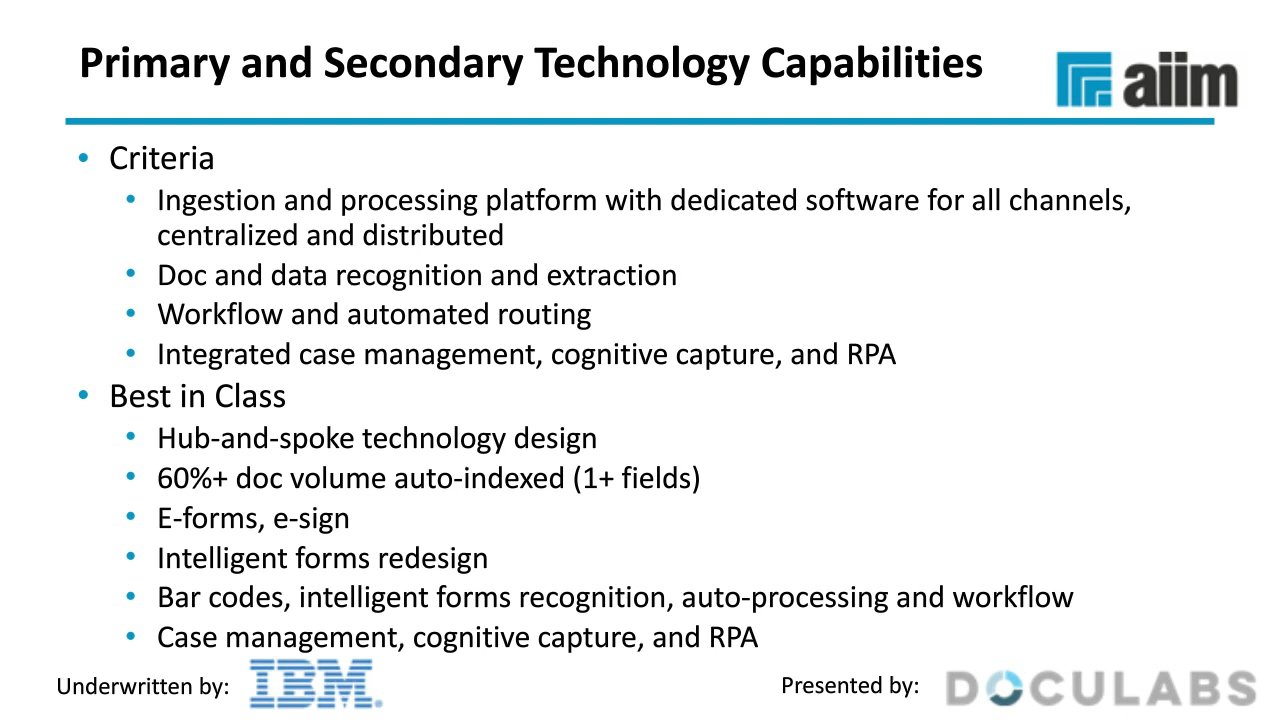 Primary and Secondary Technology Capabilities
aiim
• Criteria
• Ingestion and processing platform with dedicated software for all channels,
centralized and distributed
• Doc and data recognition and extraction
• Workflow and automated routing
• Integrated case management, cognitive capture, and RPA
• Best in Class
• Hub-and-spoke technology design
• 60%+ doc volume auto-indexed (1+ fields)
• E-forms, e-sign
• Intelligent forms redesign
• Bar codes, intelligent forms recognition, auto-processing and workflow
• Case management, cognitive capture, and RPA
Underwritten by: IBM® Presented by: DOCULABS